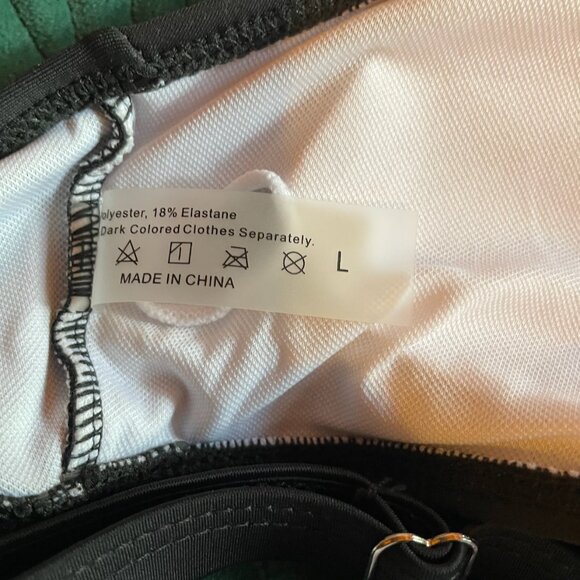 olyester, 18% Elastane
Dark Colored Clothes Separately.
L
MADE IN CHINA